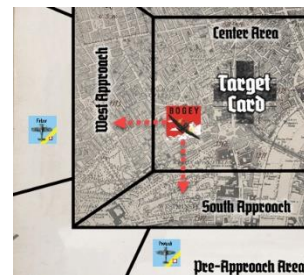 Center Area
West Approach
Target
Card
BOGEY
South Approach
Pre-Approach Area